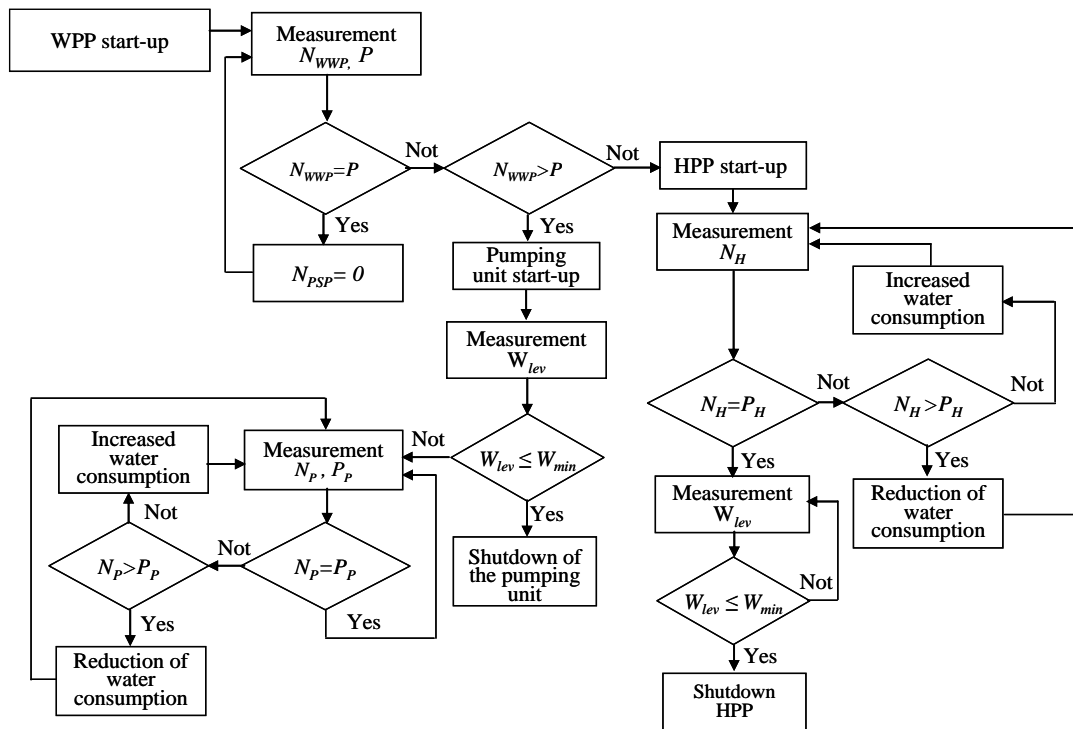 WPP start-up
Measurement
N_WWP, P
N_WWP=P
Not
N_WWP>P
Not
HPP start-up
Yes
Yes
N_PSP= 0
Pumping
unit start-up
Measurement
N_H
Increased
water
consumption
Measurement
W_lev
N_H=P_H
Not
N_H>P_H
Not
Yes
Yes
Increased
water
consumption
Measurement
N_P, P_P
Not
W_lev ≤ W_min
Yes
Measurement
W_lev
Reduction of
water
consumption
Not
N_P>P_P
Not
N_P=P_P
Yes
Yes
Shutdown of
the pumping
unit
Not
W_lev ≤ W_min
Yes
Reduction of
water
consumption
Shutdown
HPP